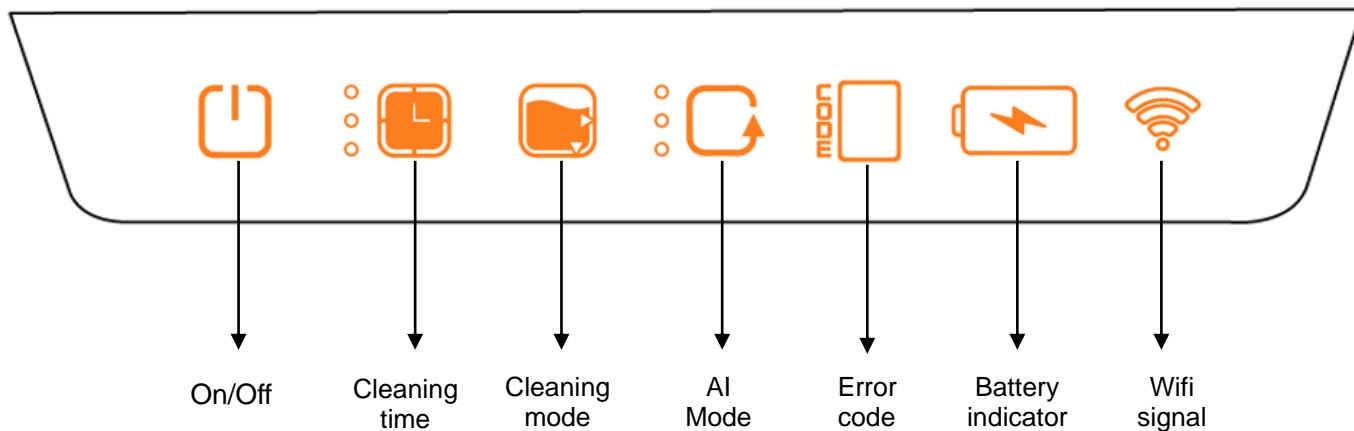 CODE
On/Off
Cleaning
time
Cleaning
mode
AI
Mode
Error
code
Battery
indicator
Wifi
signal